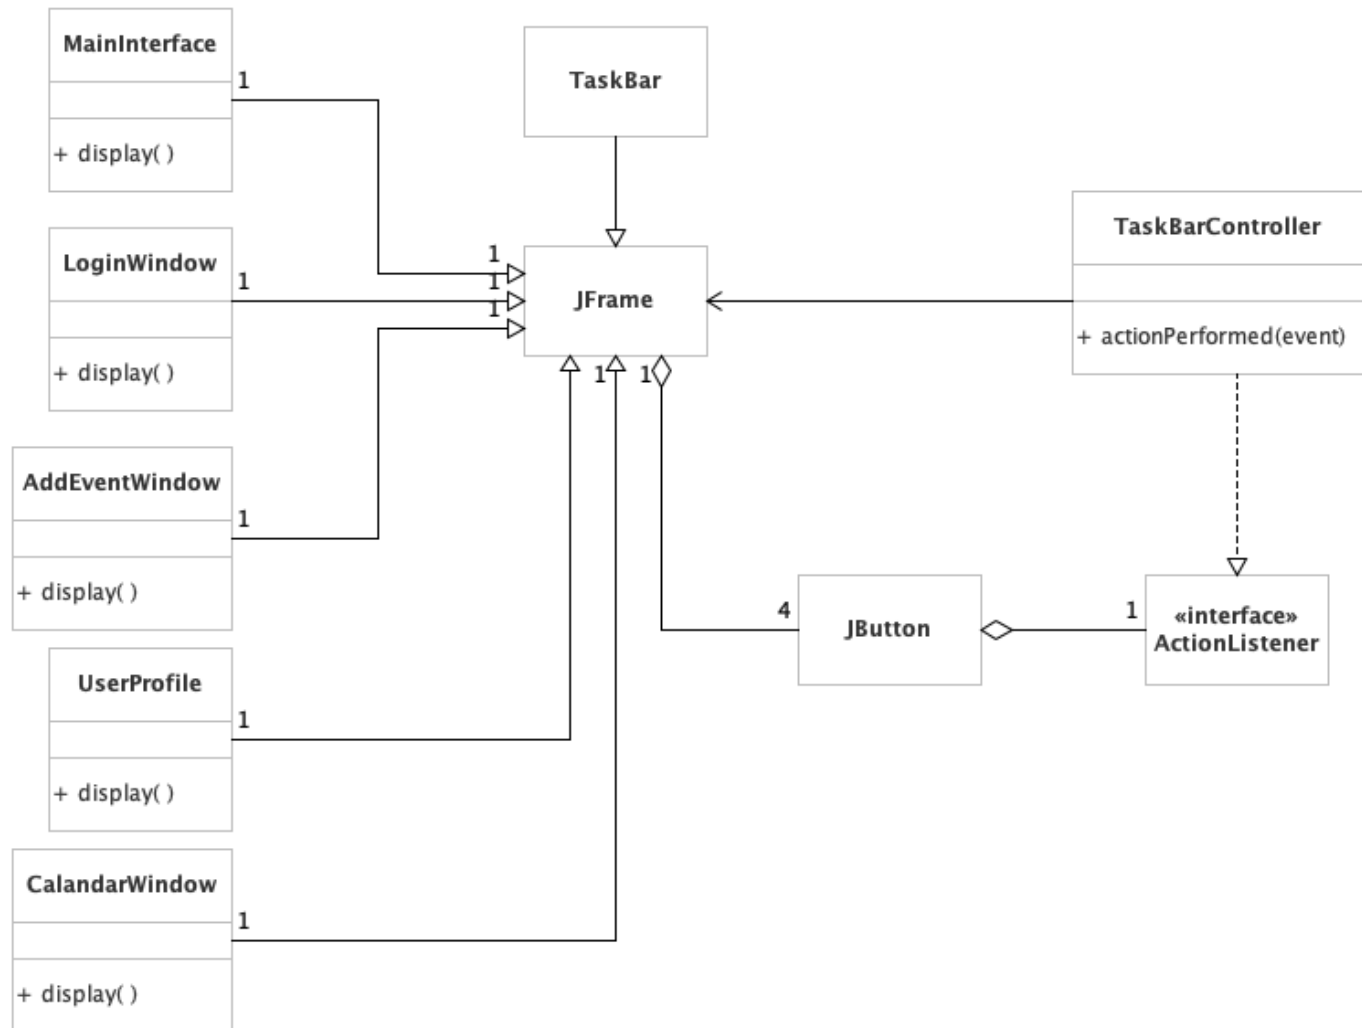 MainInterface
1
+ display( )
TaskBar
LoginWindow
1
+ display( )
1
1
1
JFrame
TaskBarController
+ actionPerformed(event)
1
1
AddEventWindow
1
+ display( )
UserProfile
1
+ display( )
4
JButton
1
«interface»
ActionListener
CalandarWindow
1
+ display( )